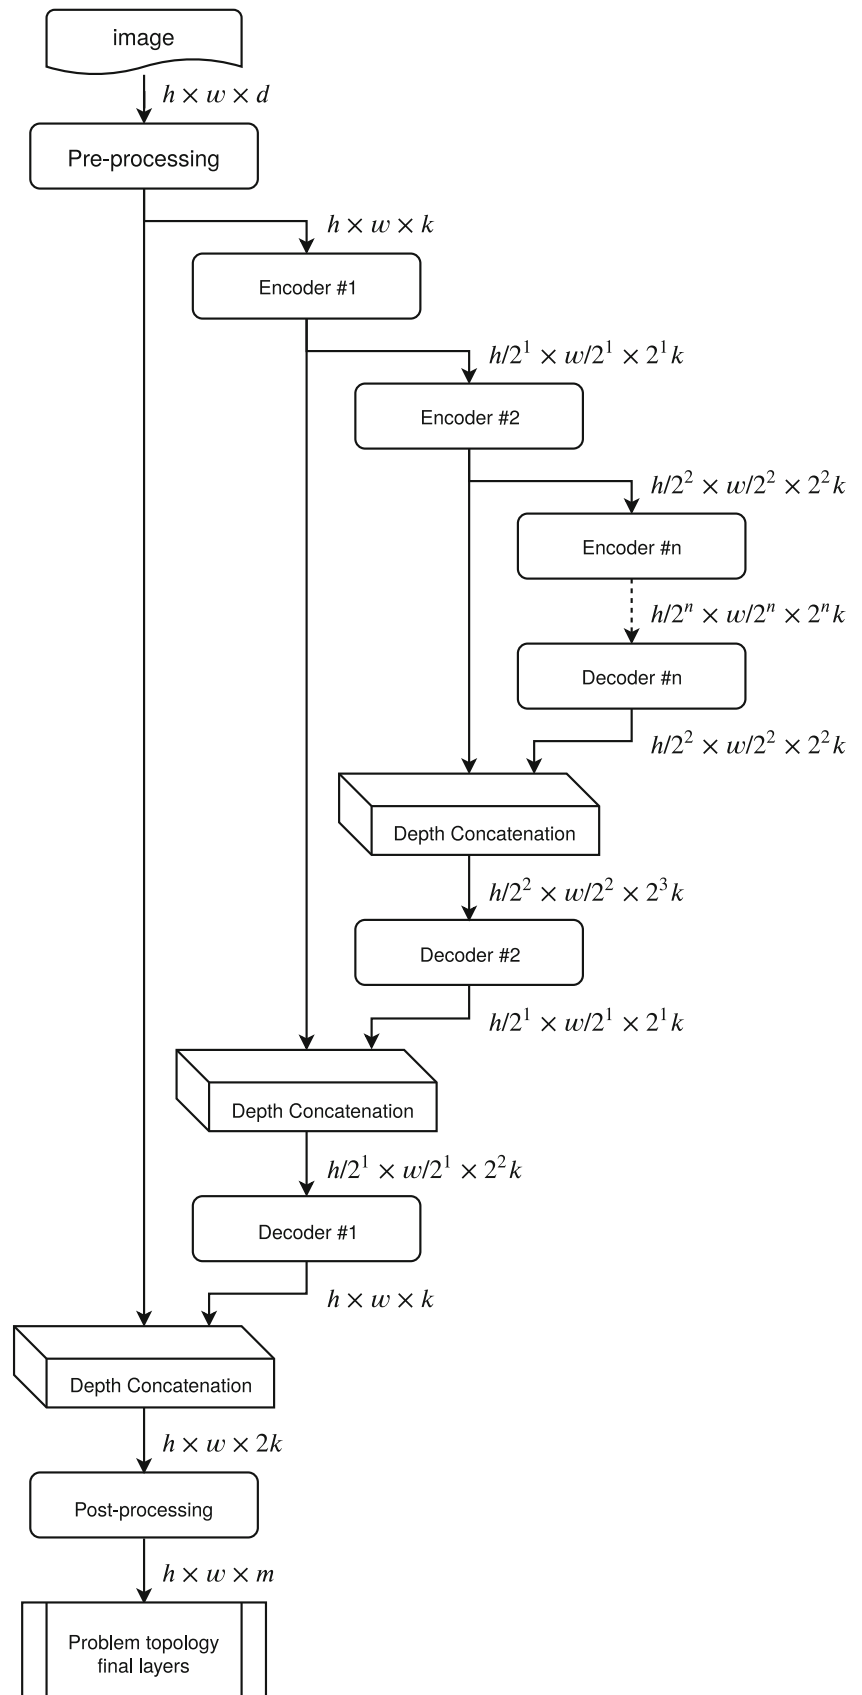 image
h × w × d
Pre-processing
h × w × k
Encoder #1
h/2¹ × w/2¹ × 2¹k
Encoder #2
h/2² × w/2² × 2²k
Encoder #n
h/2ⁿ × w/2ⁿ × 2ⁿk
Decoder #n
h/2² × w/2² × 2²k
Depth Concatenation
h/2² × w/2² × 2³k
Decoder #2
h/2¹ × w/2¹ × 2¹k
Depth Concatenation
h/2¹ × w/2¹ × 2²k
Decoder #1
h × w × k
Depth Concatenation
h × w × 2k
Post-processing
h × w × m
Problem topology
final layers